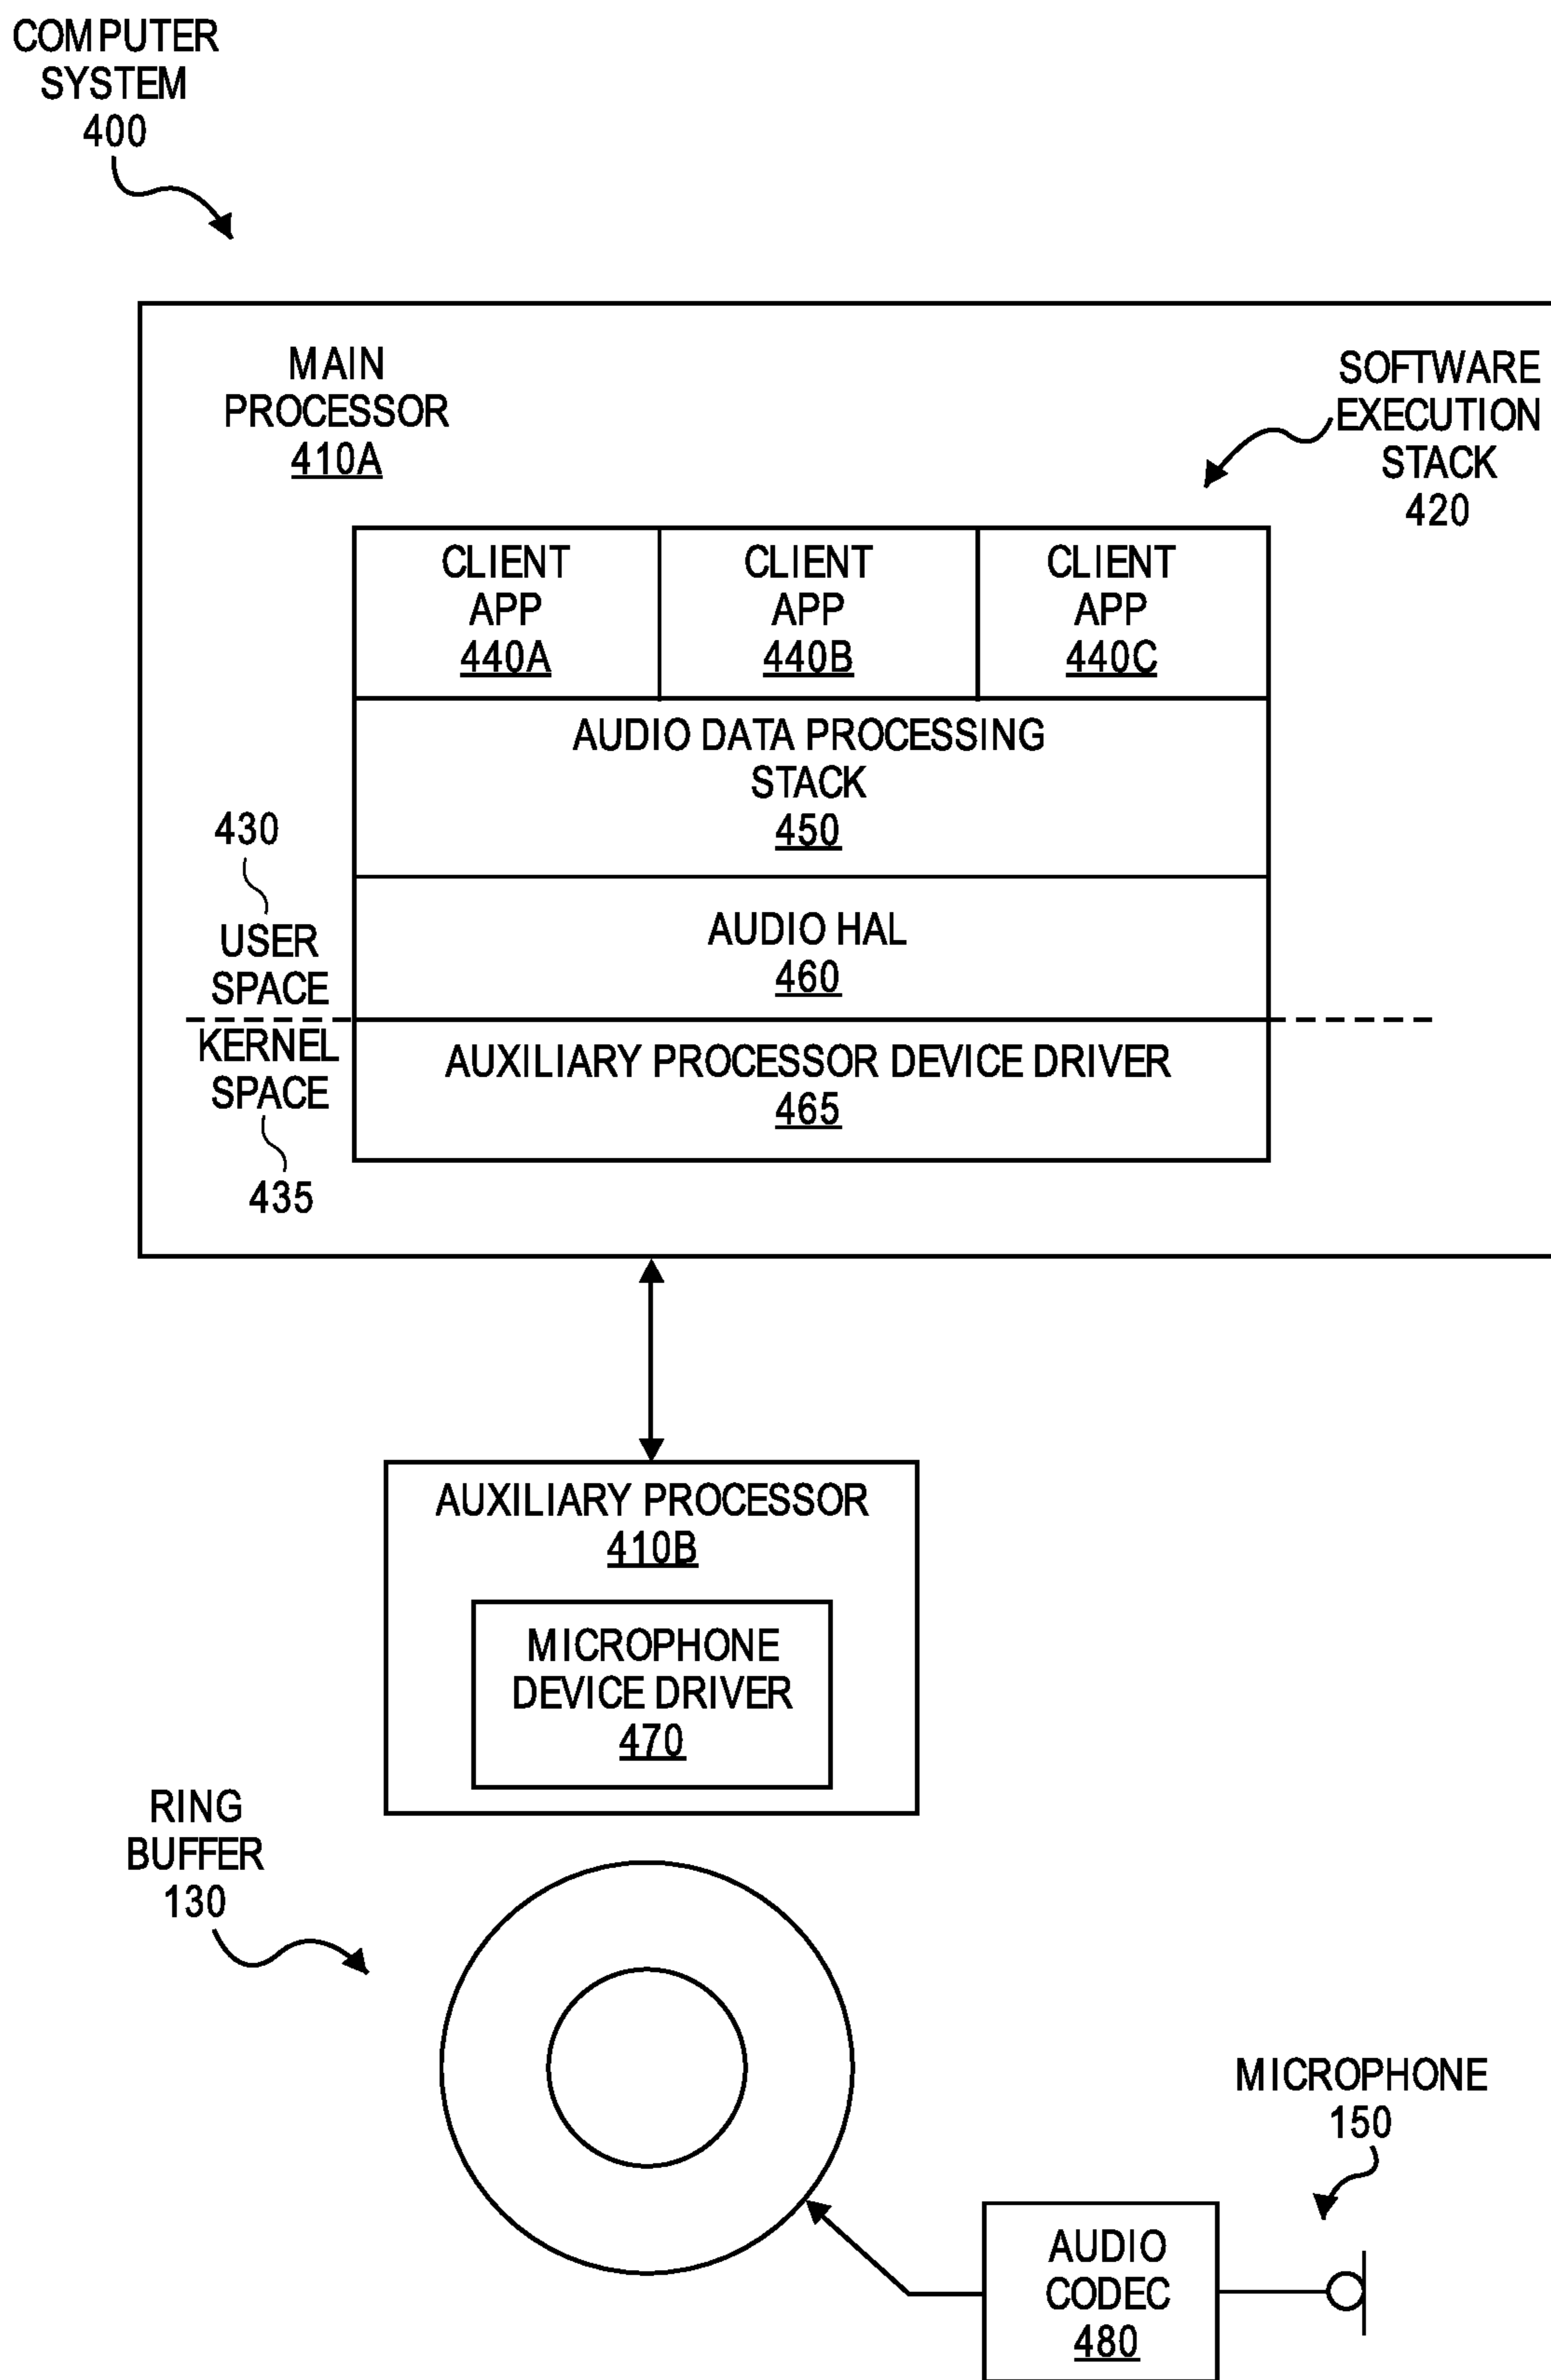 COMPUTER
SYSTEM
400
MAIN
PROCESSOR
410A
SOFTWARE
EXECUTION
STACK
420
CLIENT
APP
440A
CLIENT
APP
440B
CLIENT
APP
440C
AUDIO DATA PROCESSING
STACK
450
430
USER
SPACE
AUDIO HAL
460
KERNEL
SPACE
435
AUXILIARY PROCESSOR DEVICE DRIVER
465
AUXILIARY PROCESSOR
410B
MICROPHONE
DEVICE DRIVER
470
RING
BUFFER
130
MICROPHONE
150
AUDIO
CODEC
480